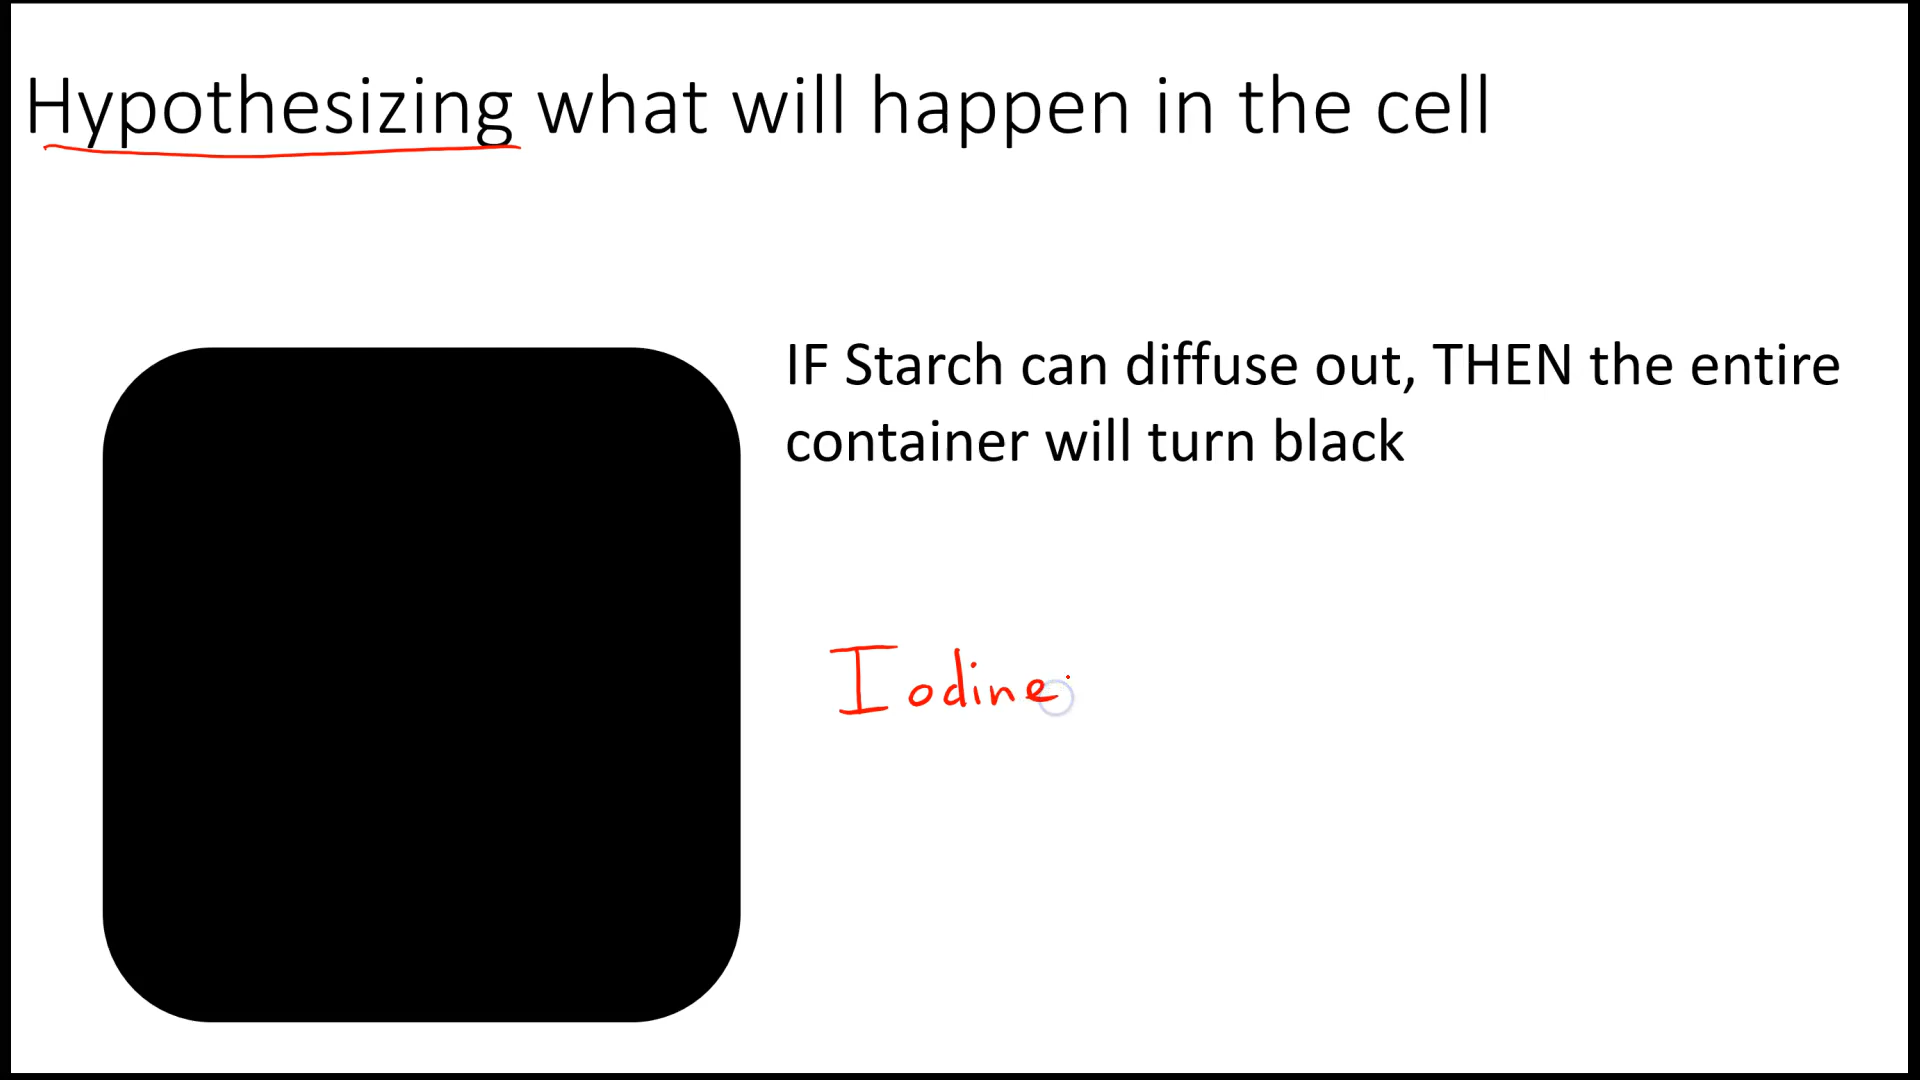 Hypothesizing what will happen in the cell
IF Starch can diffuse out, THEN the entire
container will turn black
Iodine